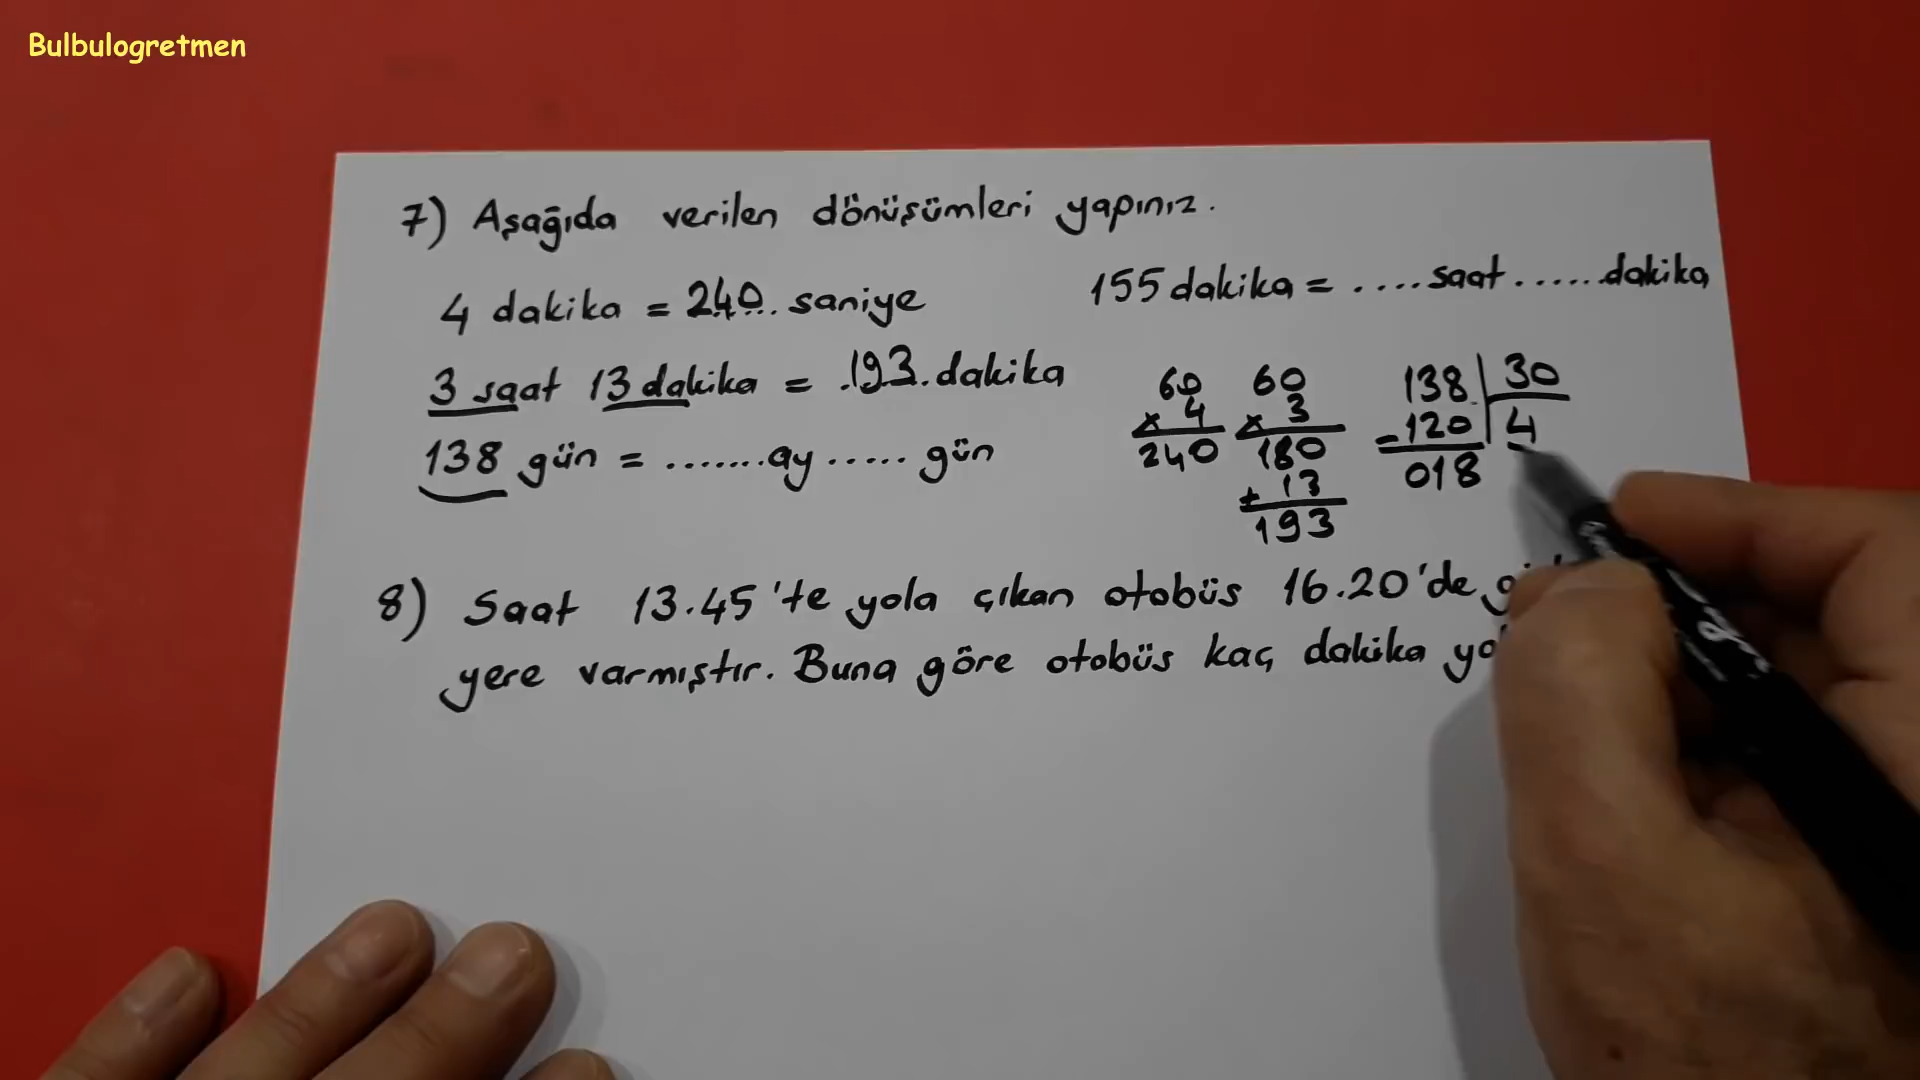 Bulbulogretmen
7) Aşağıda verilen dönüşümleri yapınız.
4 dakika = 240 ... saniye
155 dakika = .... saat ...... dakika
3 saat 13 dakika = .193. dakika
138 gün = ....... ay ..... gün
60
x 4
240
60
x 3
180
+ 13
193
138 | 30
- 120 | 4
018
8) Saat 13.45'te yola çıkan otobüs 16.20'de
yere varmıştır. Buna göre otobüs kaç dakika